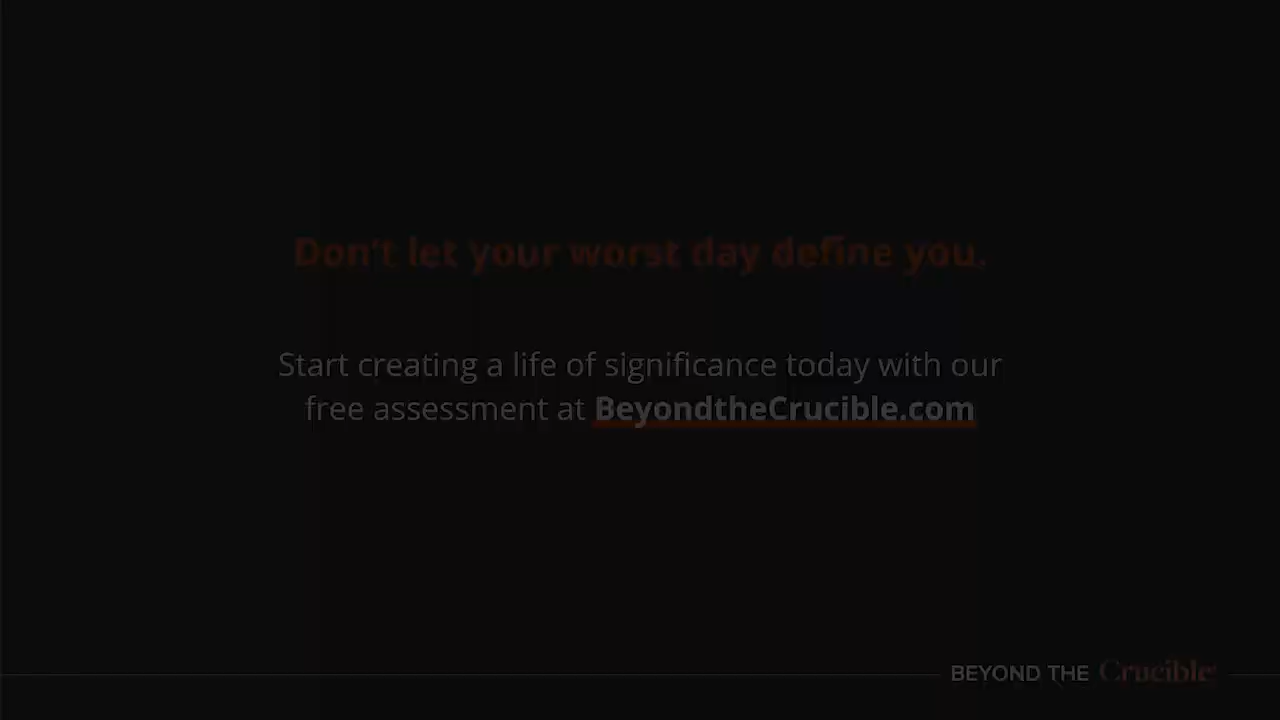 Don't let your worst day define you.
Start creating a life of significance today with our
free assessment at BeyondtheCrucible.com
BEYOND THE Crucible